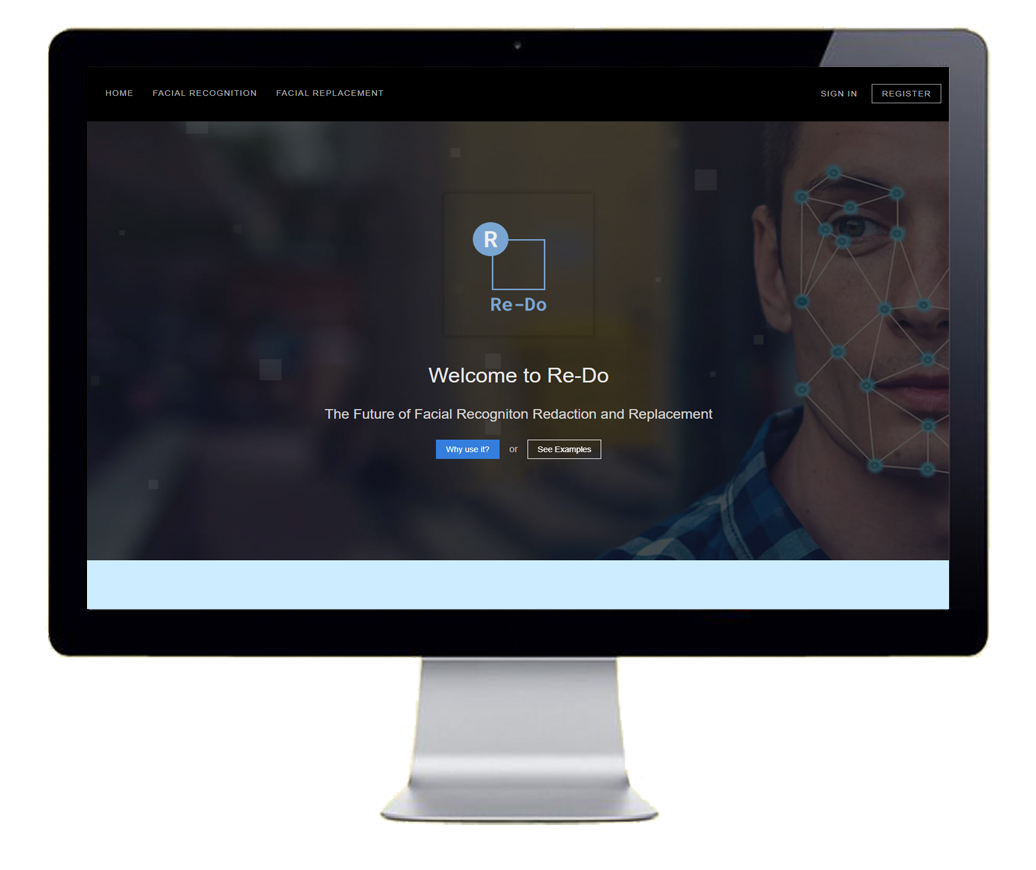 HOME FACIAL RECOGNITION FACIAL REPLACEMENT SIGN IN REGISTER
R
Re-Do
Welcome to Re-Do
The Future of Facial Recogniton Redaction and Replacement
Why use it? or See Examples